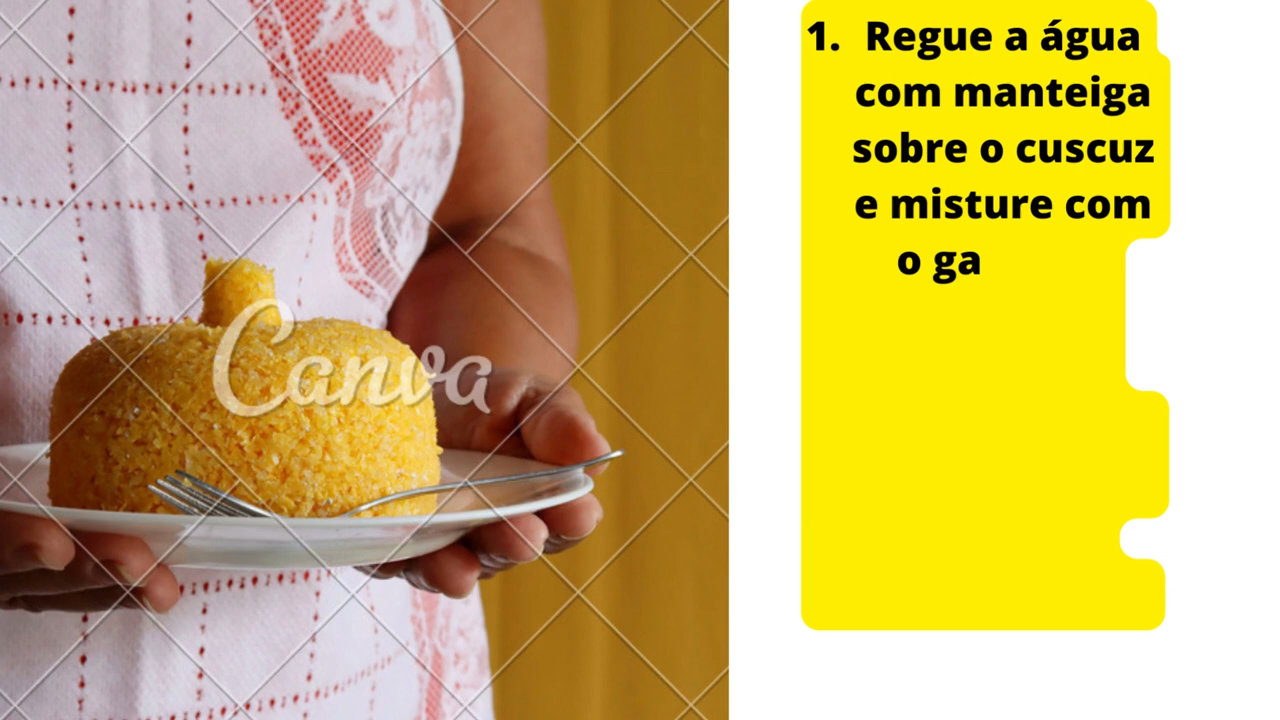 Canva
1. Regue a água
com manteiga
sobre o cuscuz
e misture com
o ga